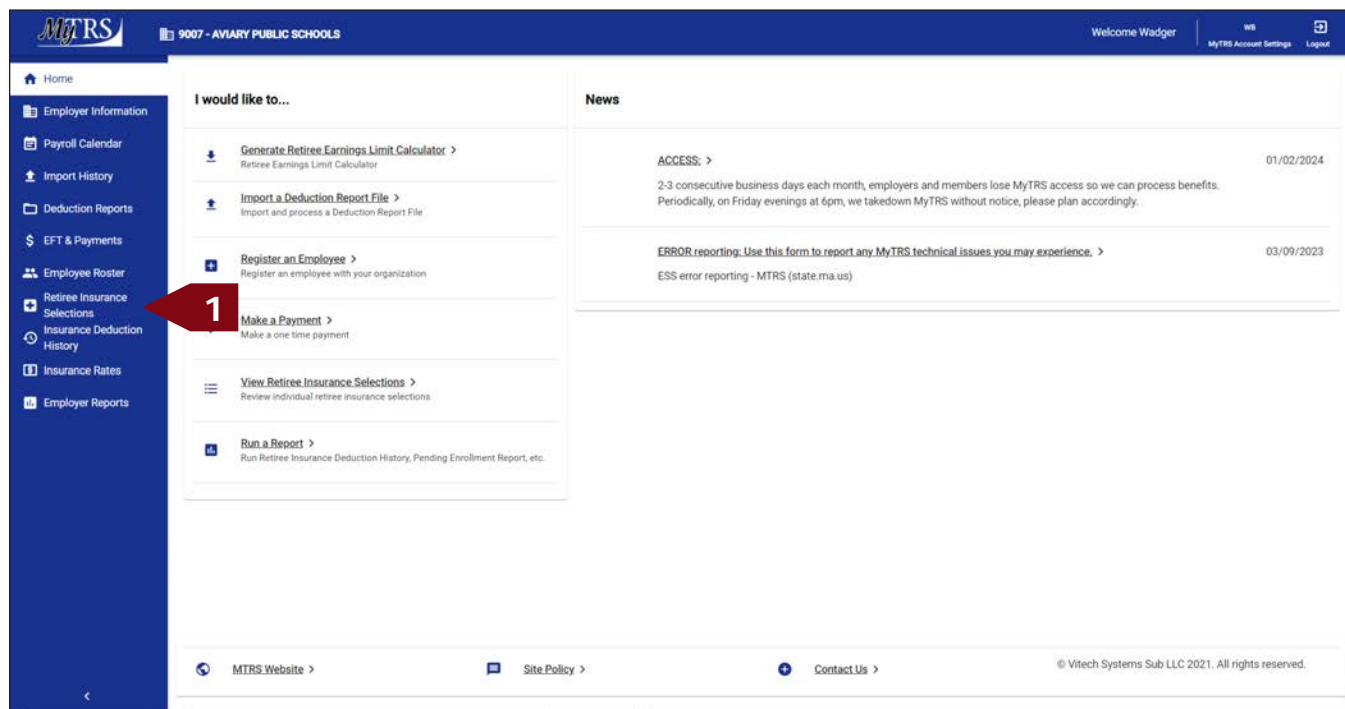 MyTRS
9007 - AVIARY PUBLIC SCHOOLS
Welcome Wadger
WB
MyTRS Account Settings
Logout
Home
Employer Information
Payroll Calendar
Import History
Deduction Reports
EFT & Payments
Employee Roster
Retiree Insurance
Selections
Insurance Deduction
History
Insurance Rates
Employer Reports
1
I would like to...
Generate Retiree Earnings Limit Calculator >
Retiree Earnings Limit Calculator
Import a Deduction Report File >
Import and process a Deduction Report File
Register an Employee >
Register an employee with your organization
Make a Payment >
Make a one time payment
View Retiree Insurance Selections >
Review individual retiree insurance selections
Run a Report >
Run Retiree Insurance Deduction History, Pending Enrollment Report, etc.
News
ACCESS: >
01/02/2024
2-3 consecutive business days each month, employers and members lose MyTRS access so we can process benefits.
Periodically, on Friday evenings at 6pm, we takedown MyTRS without notice, please plan accordingly.
ERROR reporting: Use this form to report any MyTRS technical issues you may experience. >
03/09/2023
ESS error reporting - MTRS (state.ma.us)
MTRS Website >
Site Policy >
Contact Us >
© Vitech Systems Sub LLC 2021. All rights reserved.